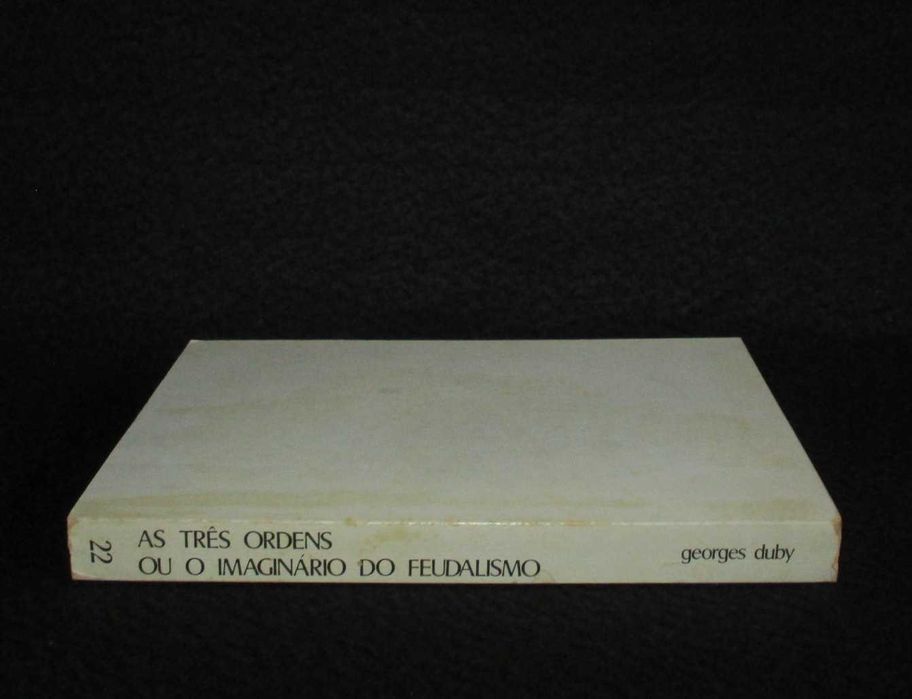 22
AS TRÊS ORDENS
OU O IMAGINÁRIO DO FEUDALISMO
georges duby